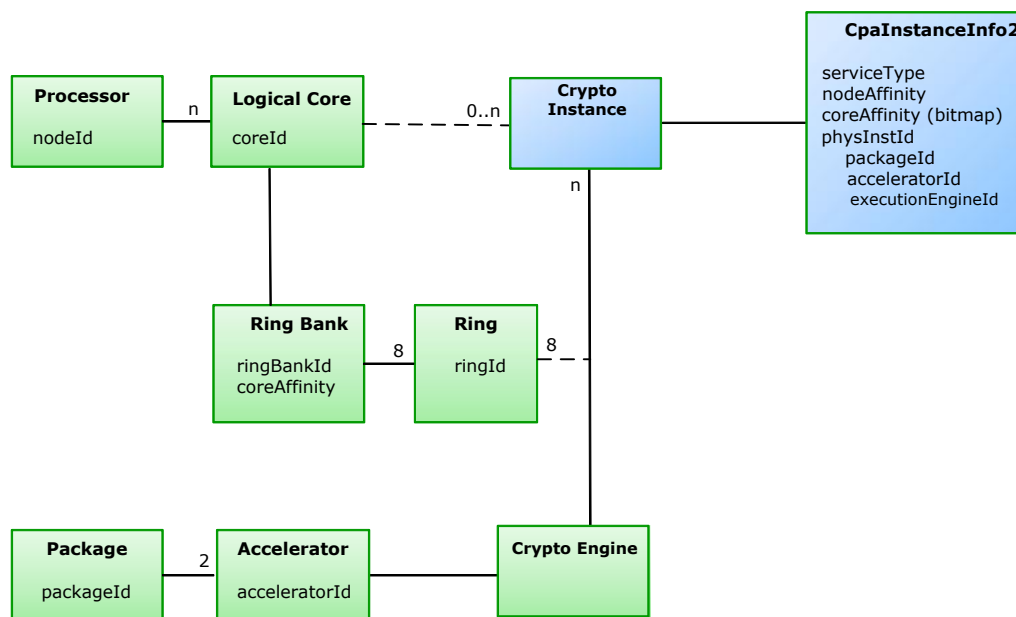 CpaInstanceInfo2
serviceType
nodeAffinity
coreAffinity (bitmap)
physInstId
packageId
acceleratorId
executionEngineId
Processor
nodeId
n
Logical Core
coreId
0..n
Crypto
Instance
n
Ring Bank
ringBankId
coreAffinity
8
Ring
ringId
8
Package
packageId
2
Accelerator
acceleratorId
Crypto Engine